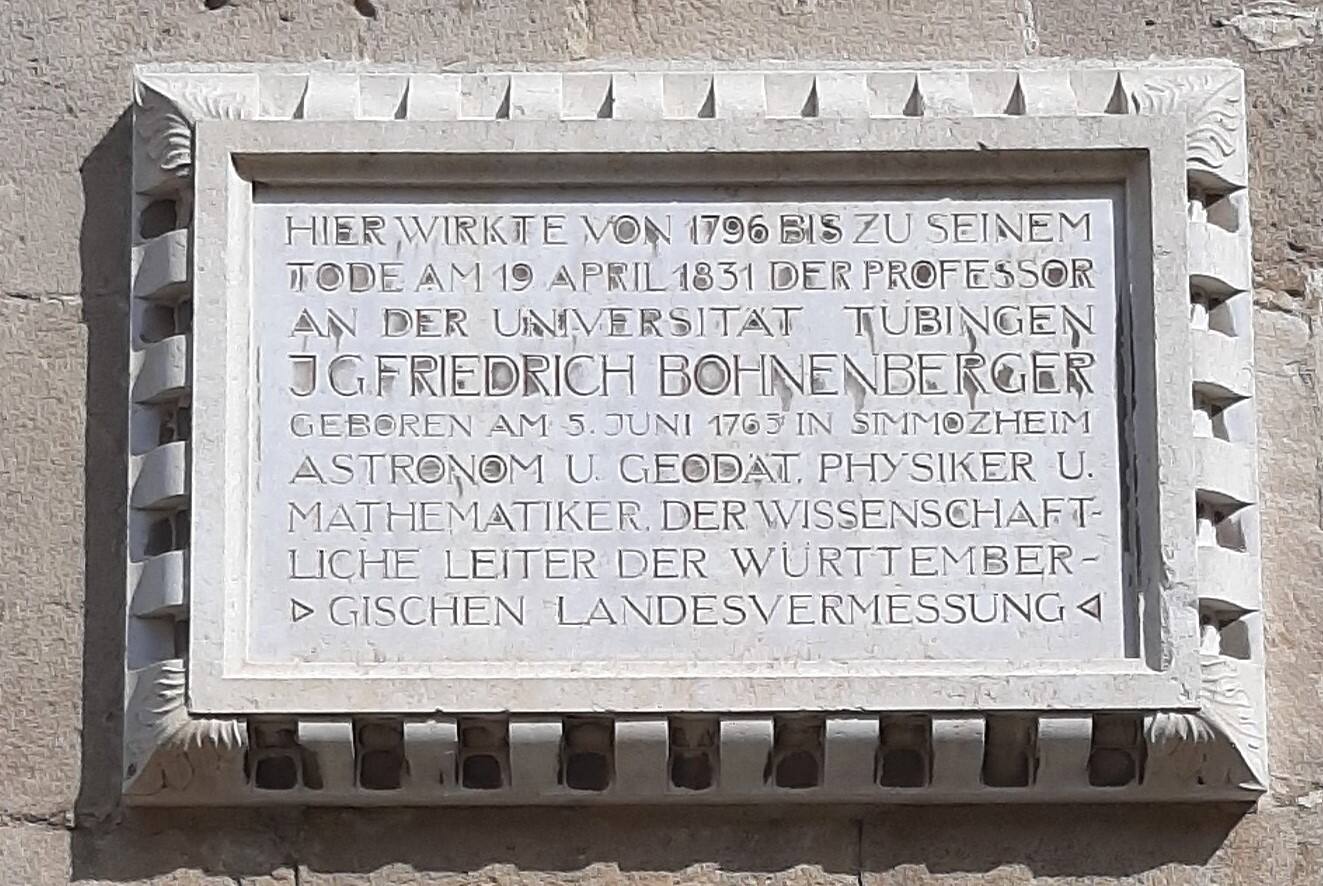 HIER WIRKTE VON 1796 BIS ZU SEINEM
TODE AM 19 APRIL 1831 DER PROFESSOR
AN DER UNIVERSITÄT TÜBINGEN
J.G.FRIEDRICH BOHNENBERGER
GEBOREN AM 5. JUNI 1765 IN SIMMOZHEIM
ASTRONOM U. GEODÄT, PHYSIKER U.
MATHEMATIKER, DER WISSENSCHAFT-
LICHE LEITER DER WÜRTTEMBER-
GISCHEN LANDESVERMESSUNG